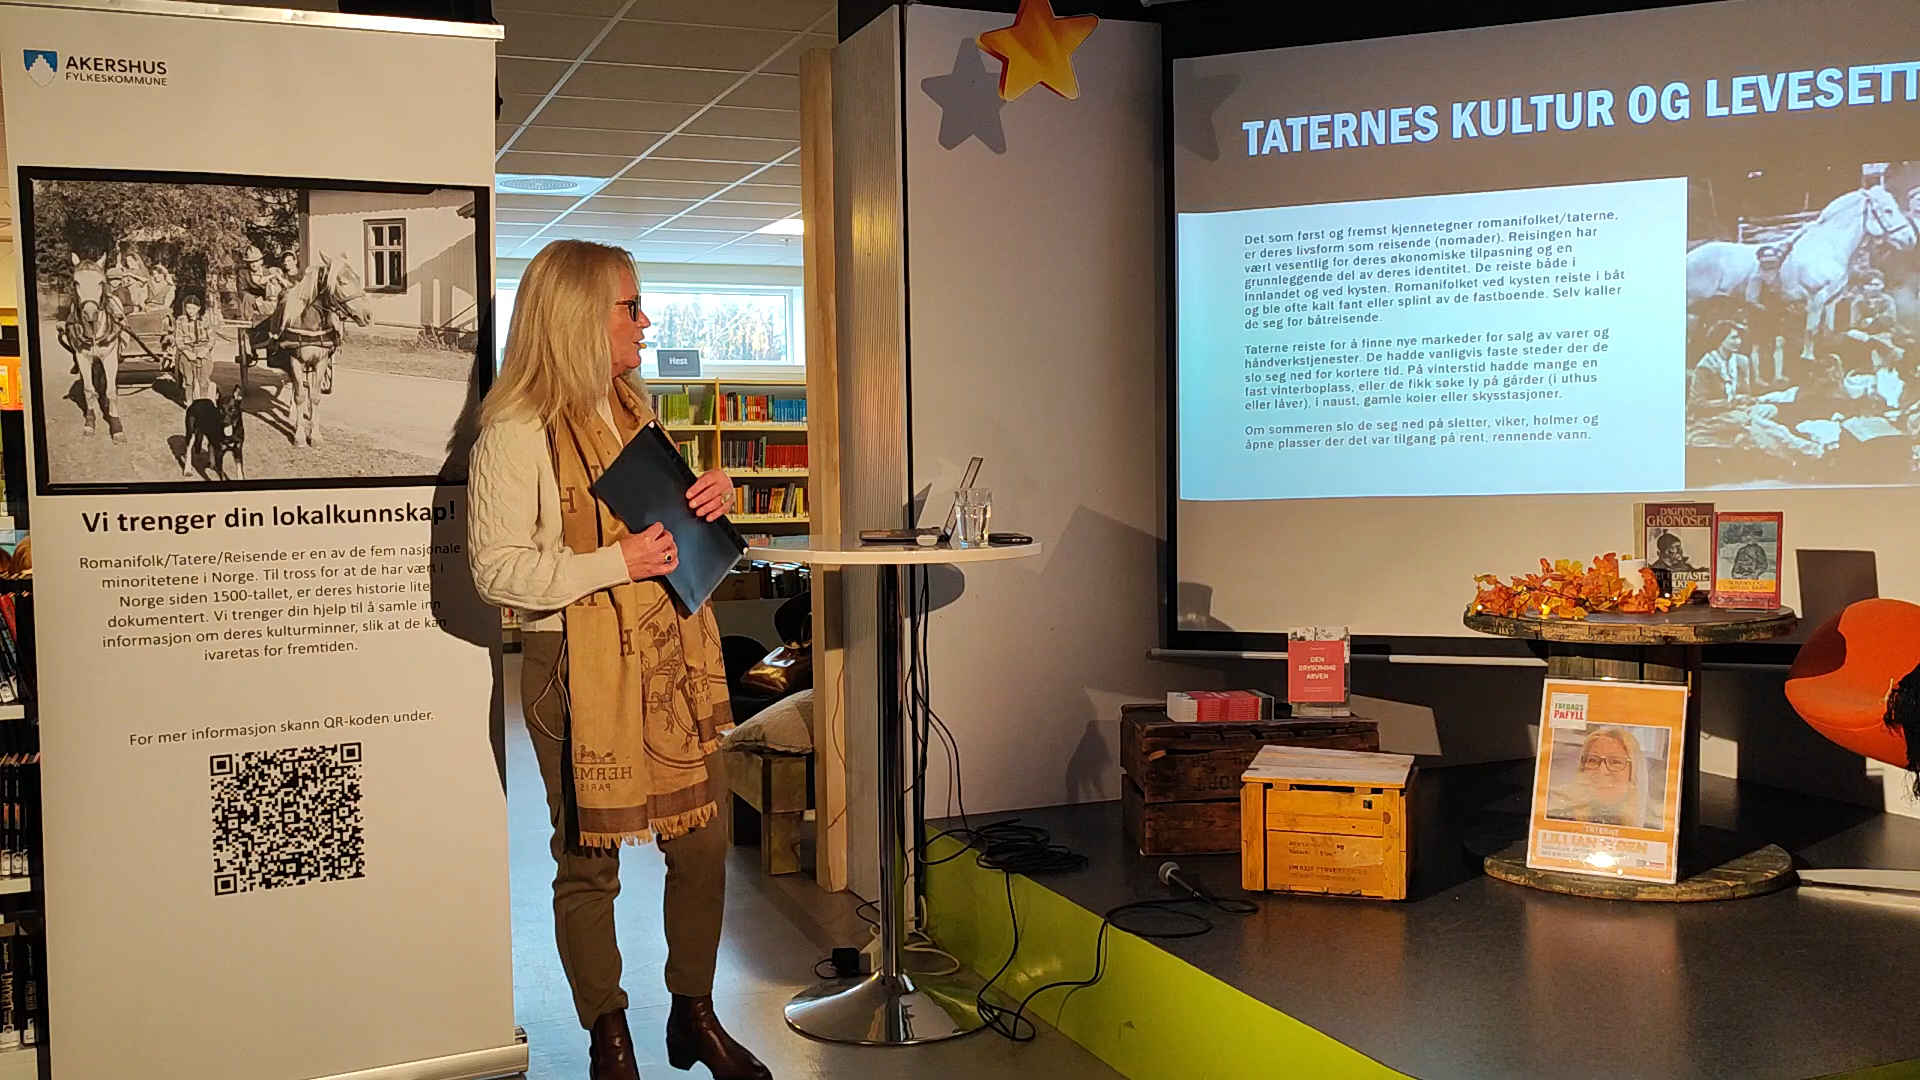 AKERSHUS
FYLKESKOMMUNE
Vi trenger din lokalkunnskap!
Romanifolk/Tatere/Reisende er en av de fem nasjonale
minoritetene i Norge. Til tross for at de har vært i
Norge siden 1500-tallet, er deres historie lite
dokumentert. Vi trenger din hjelp til å samle inn
informasjon om deres kulturminner, slik at de kan
ivaretas for fremtiden.
For mer informasjon skann QR-koden under.
Hest
HERMES
PARIS
TATERNES KULTUR OG LEVESETT
Det som først og fremst kjennetegner romanifolket/taterne,
er deres livsform som reisende (nomader). Reisingen har
vært vesentlig for deres økonomiske tilpasning og en
grunnleggende del av deres identitet. De reiste både i
innlandet og ved kysten. Romanifolket ved kysten reiste i båt
og ble ofte kalt fant eller splint av de fastboende. Selv kaller
de seg for båtreisende.
Taterne reiste for å finne nye markeder for salg av varer og
håndverkstjenester. De hadde vanligvis faste steder der de
slo seg ned for kortere tid. På vinterstid hadde mange en
fast vinterboplass, eller de fikk søke ly på gårder (i uthus
eller låver), i naust, gamle koier eller skysstasjoner.
Om sommeren slo de seg ned på sletter, viker, holmer og
åpne plasser der det var tilgang på rent, rennende vann.
DAGFINN
GRØNOSET
DEN
BRYSOMME
ARVEN
FREDAGS
PÅFYLL
TATERNE